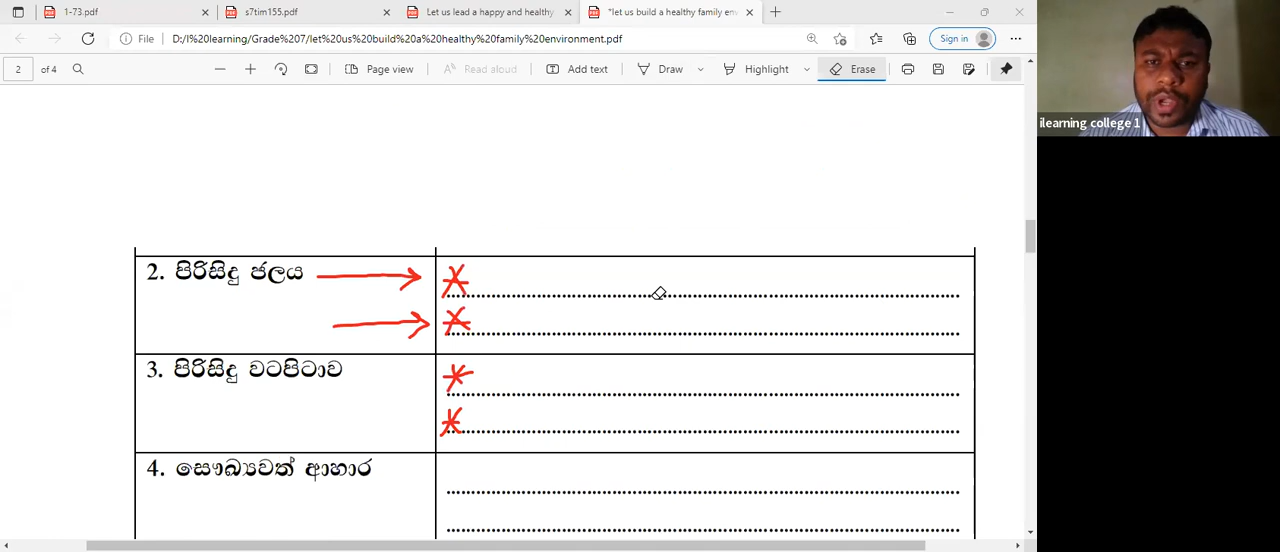 1-73.pdf
s7tim155.pdf
Let us lead a happy and healthy
*let us build a healthy family env
File
D:/I%20learning/Grade%2007/let%20us%20build%20a%20healthy%20family%20environment.pdf
Sign in
2 of 4
Page view
Read aloud
Add text
Draw
Highlight
Erase
ilearning college 1
2. පිරිසිදු ජලය
3. පිරිසිදු වටපිටාව
4. සෞඛ්‍යවත් ආහාර